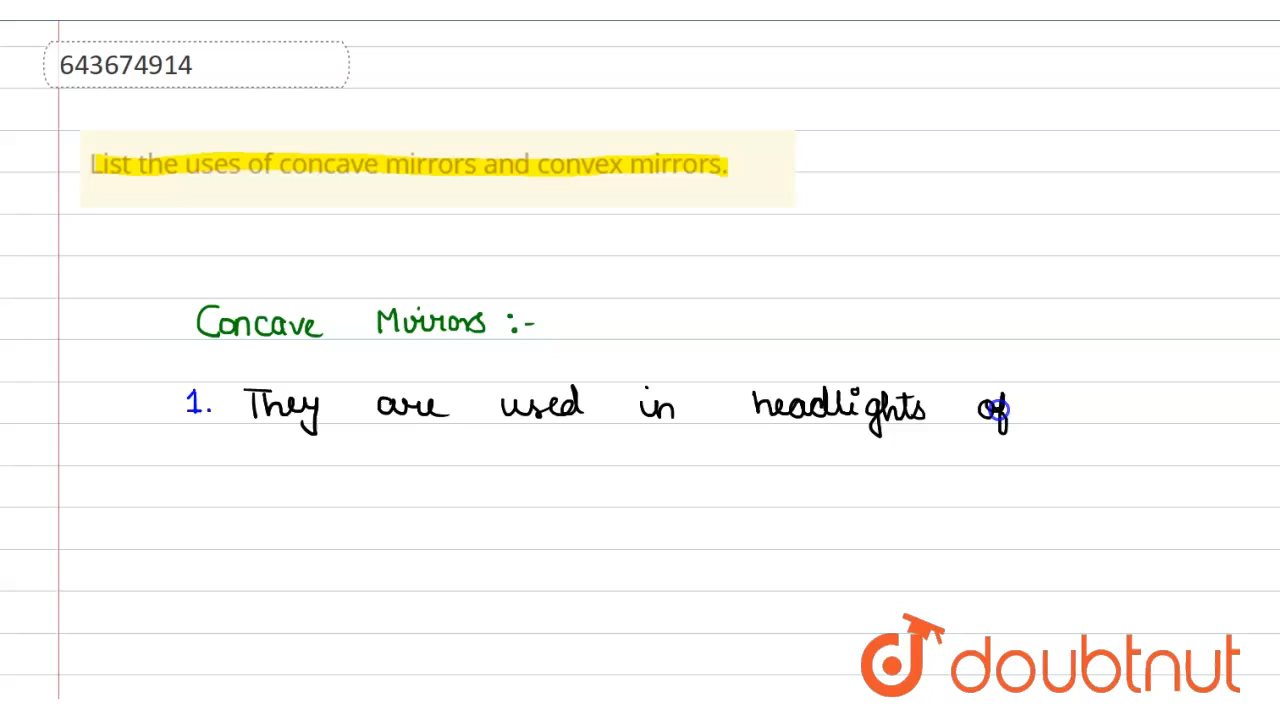 643674914
List the uses of concave mirrors and convex mirrors.
Concave Mirrors :-
1. They are used in headlights of
doubtnut